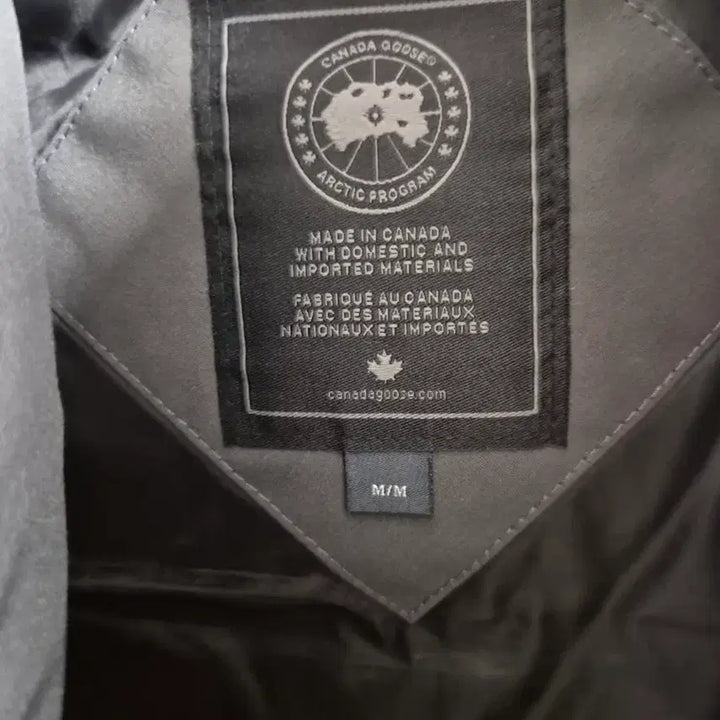 CANADA GOOSE®
ARCTIC PROGRAM
MADE IN CANADA
WITH DOMESTIC AND
IMPORTED MATERIALS
FABRIQUÉ AU CANADA
AVEC DES MATERIAUX
NATIONAUX ET IMPORTÉS
canadagoose.com
M/M